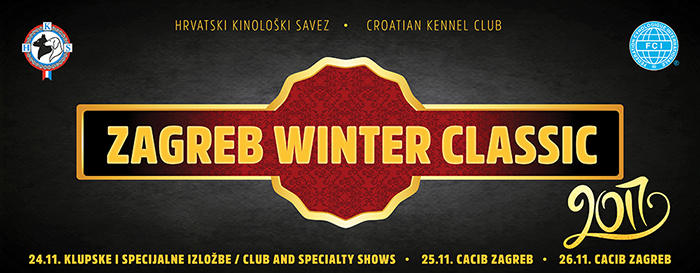 HRVATSKI KINOLOŠKI SAVEZ • CROATIAN KENNEL CLUB
H K S
FCI
ZAGREB WINTER CLASSIC
2017
24.11. KLUPSKE I SPECIJALNE IZLOŽBE / CLUB AND SPECIALTY SHOWS • 25.11. CACIB ZAGREB • 26.11. CACIB ZAGREB